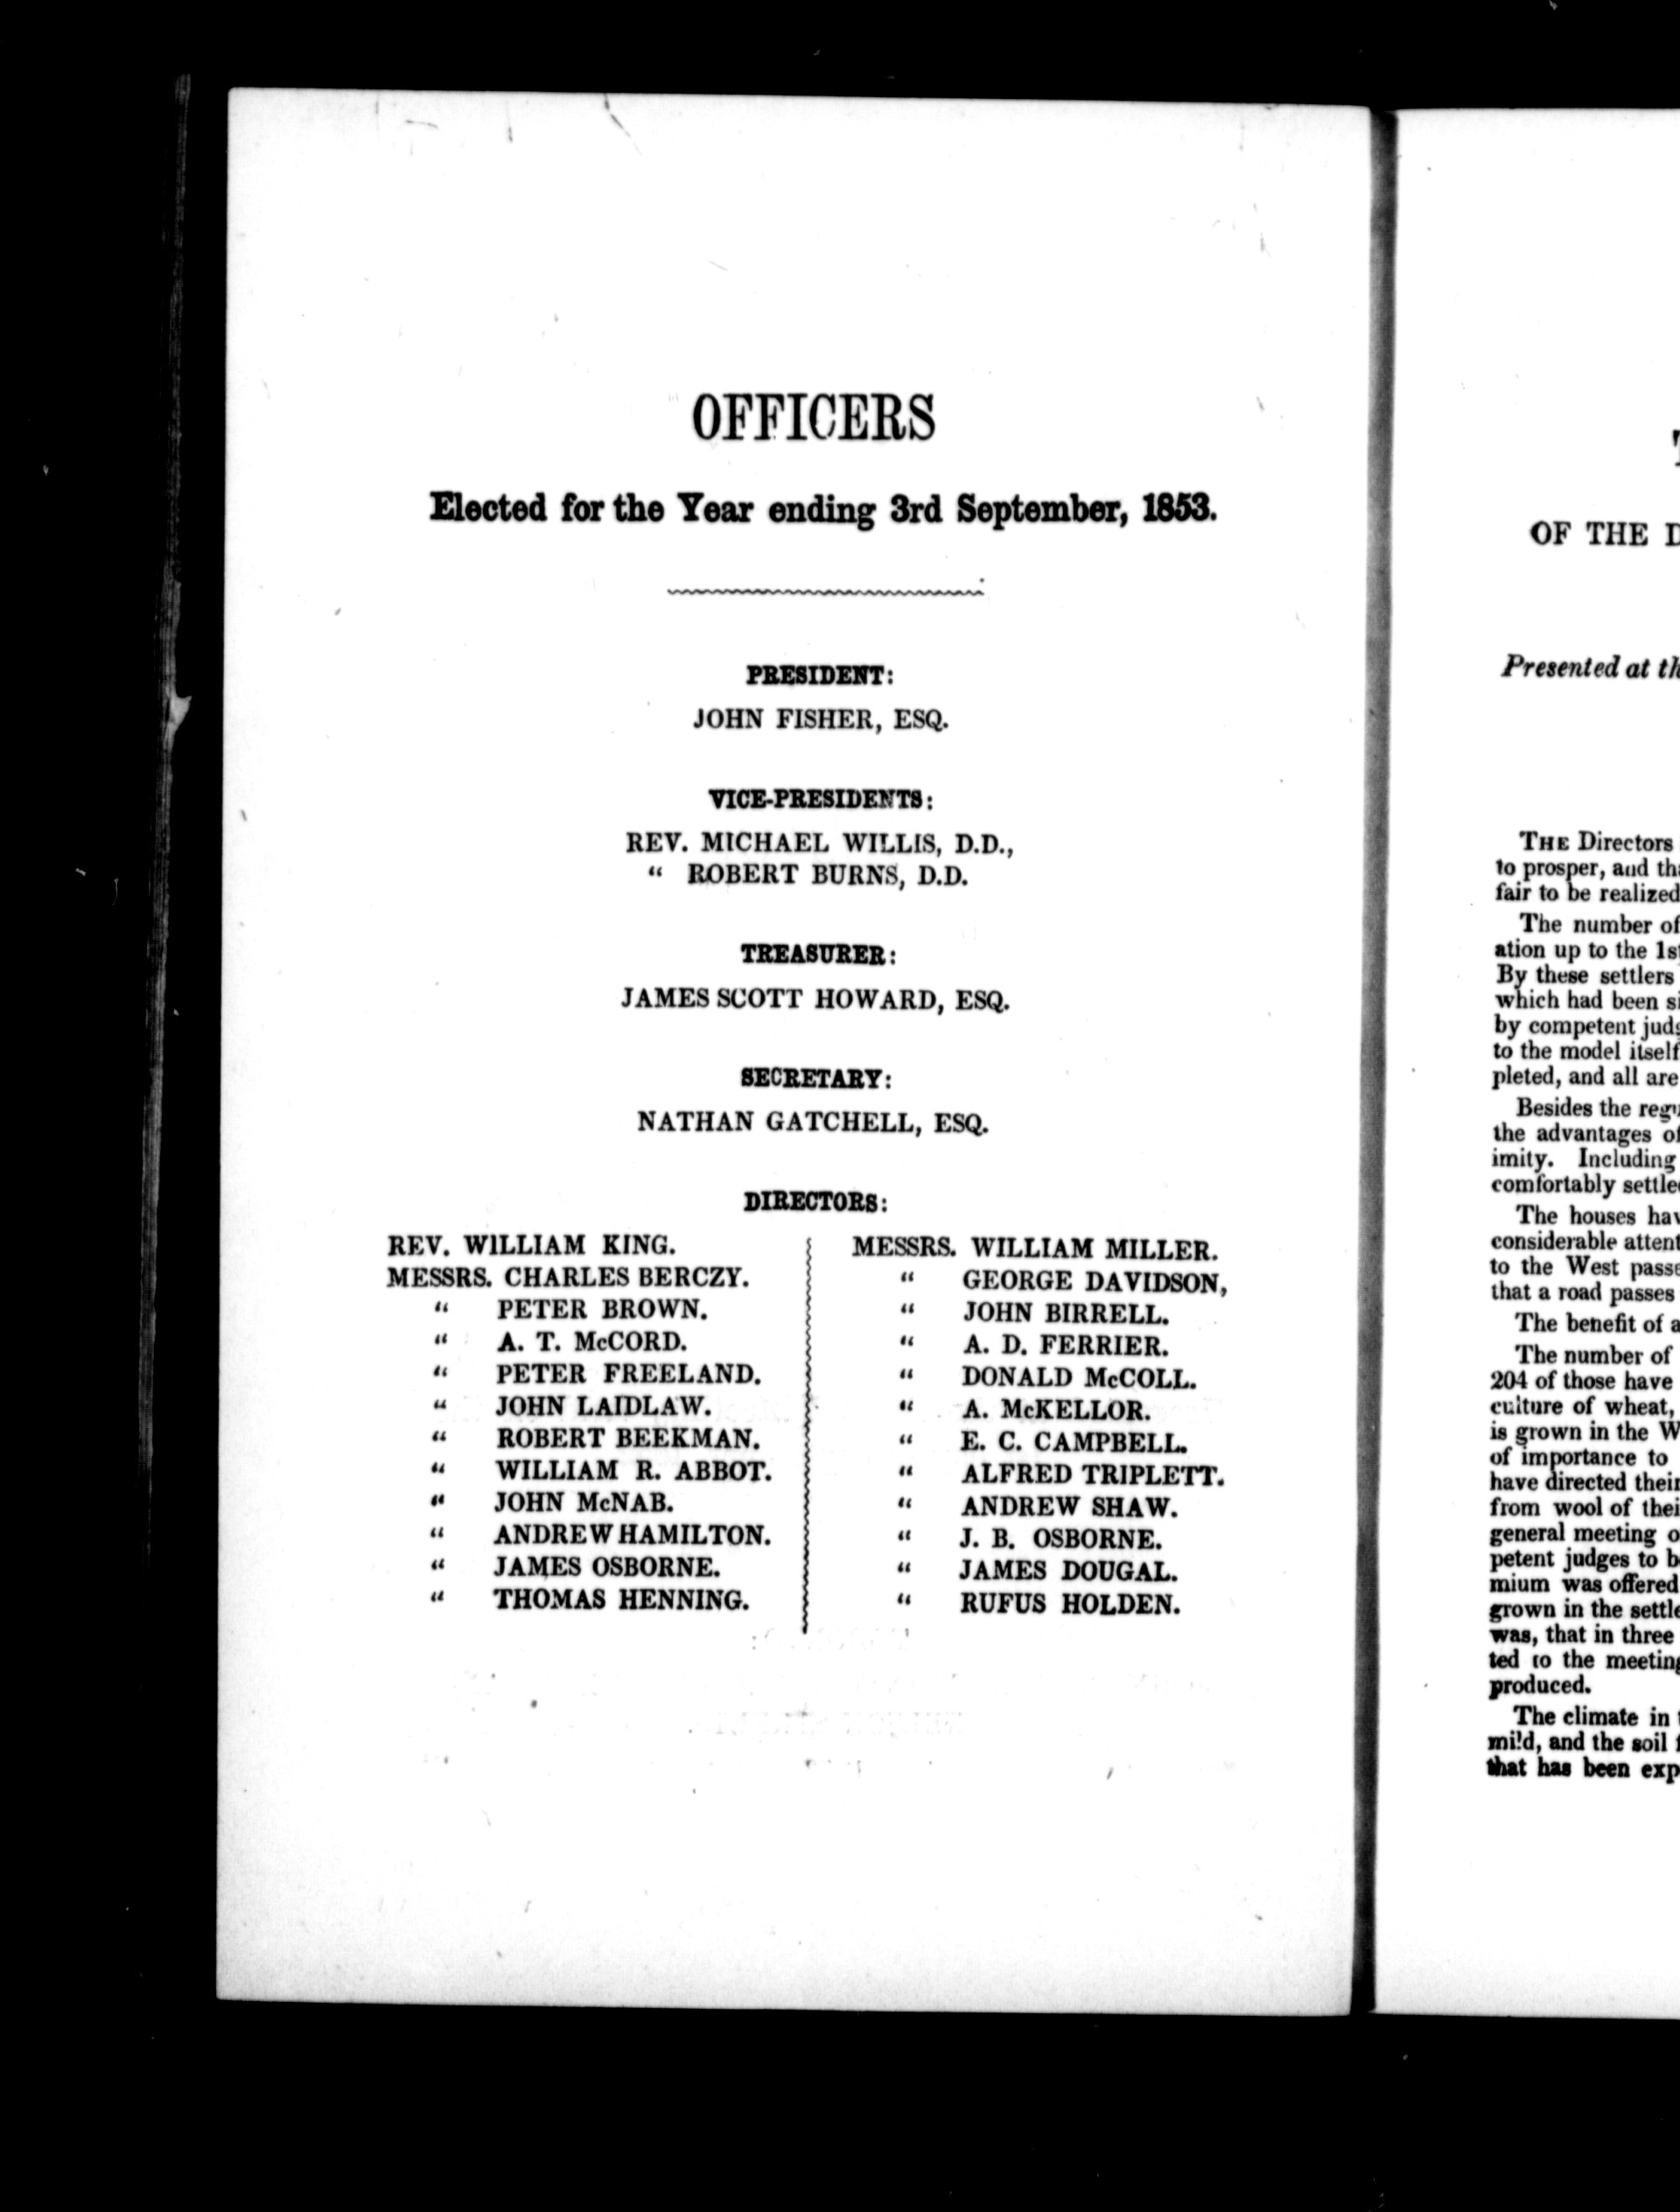 OFFICERS
Elected for the Year ending 3rd September, 1853.
PRESIDENT:
JOHN FISHER, ESQ.
VICE-PRESIDENTS:
REV. MICHAEL WILLIS, D.D.,
“ ROBERT BURNS, D.D.
TREASURER:
JAMES SCOTT HOWARD, ESQ.
SECRETARY:
NATHAN GATCHELL, ESQ.
DIRECTORS:
REV. WILLIAM KING.
MESSRS. CHARLES BERCZY.
“ PETER BROWN.
“ A. T. McCORD.
“ PETER FREELAND.
“ JOHN LAIDLAW.
“ ROBERT BEEKMAN.
“ WILLIAM R. ABBOT.
“ JOHN McNAB.
“ ANDREW HAMILTON.
“ JAMES OSBORNE.
“ THOMAS HENNING.
MESSRS. WILLIAM MILLER.
“ GEORGE DAVIDSON,
“ JOHN BIRRELL.
“ A. D. FERRIER.
“ DONALD McCOLL.
“ A. McKELLOR.
“ E. C. CAMPBELL.
“ ALFRED TRIPLETT.
“ ANDREW SHAW.
“ J. B. OSBORNE.
“ JAMES DOUGAL.
“ RUFUS HOLDEN.
OF THE
Presented at
THE Directors
to prosper, and
fair to be realized
The number of
ation up to the
By these settlers
which had been
by competent
to the model itself
pleted, and all are
Besides the
the advantages of
imity. Including
comfortably
The houses
considerable
to the West
that a road passes
The benefit of
The number of
204 of those have
culture of wheat,
is grown in the
of importance to
have directed
from wool of
general meeting
petent judges to
mium was offered
grown in the
was, that in three
ted to the
produced.
The climate in
mild, and the soil
that has been